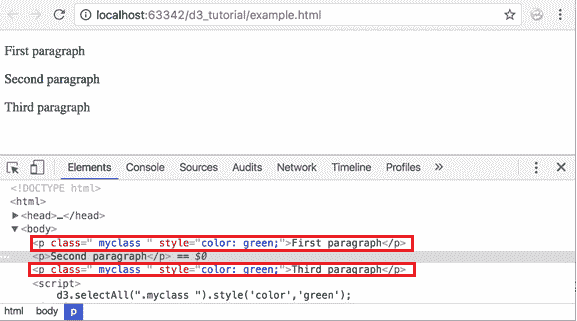 localhost:63342/d3_tutorial/example.html
First paragraph
Second paragraph
Third paragraph
Elements Console Sources Audits Network Timeline Profiles »
<!DOCTYPE html>
<html>
<head>…</head>
<body>
<p class=" myclass " style="color: green;">First paragraph</p>
<p>Second paragraph</p> == $0
<p class=" myclass " style="color: green;">Third paragraph</p>
<script>
d3.selectAll(".myclass ").style('color','green');
html body p